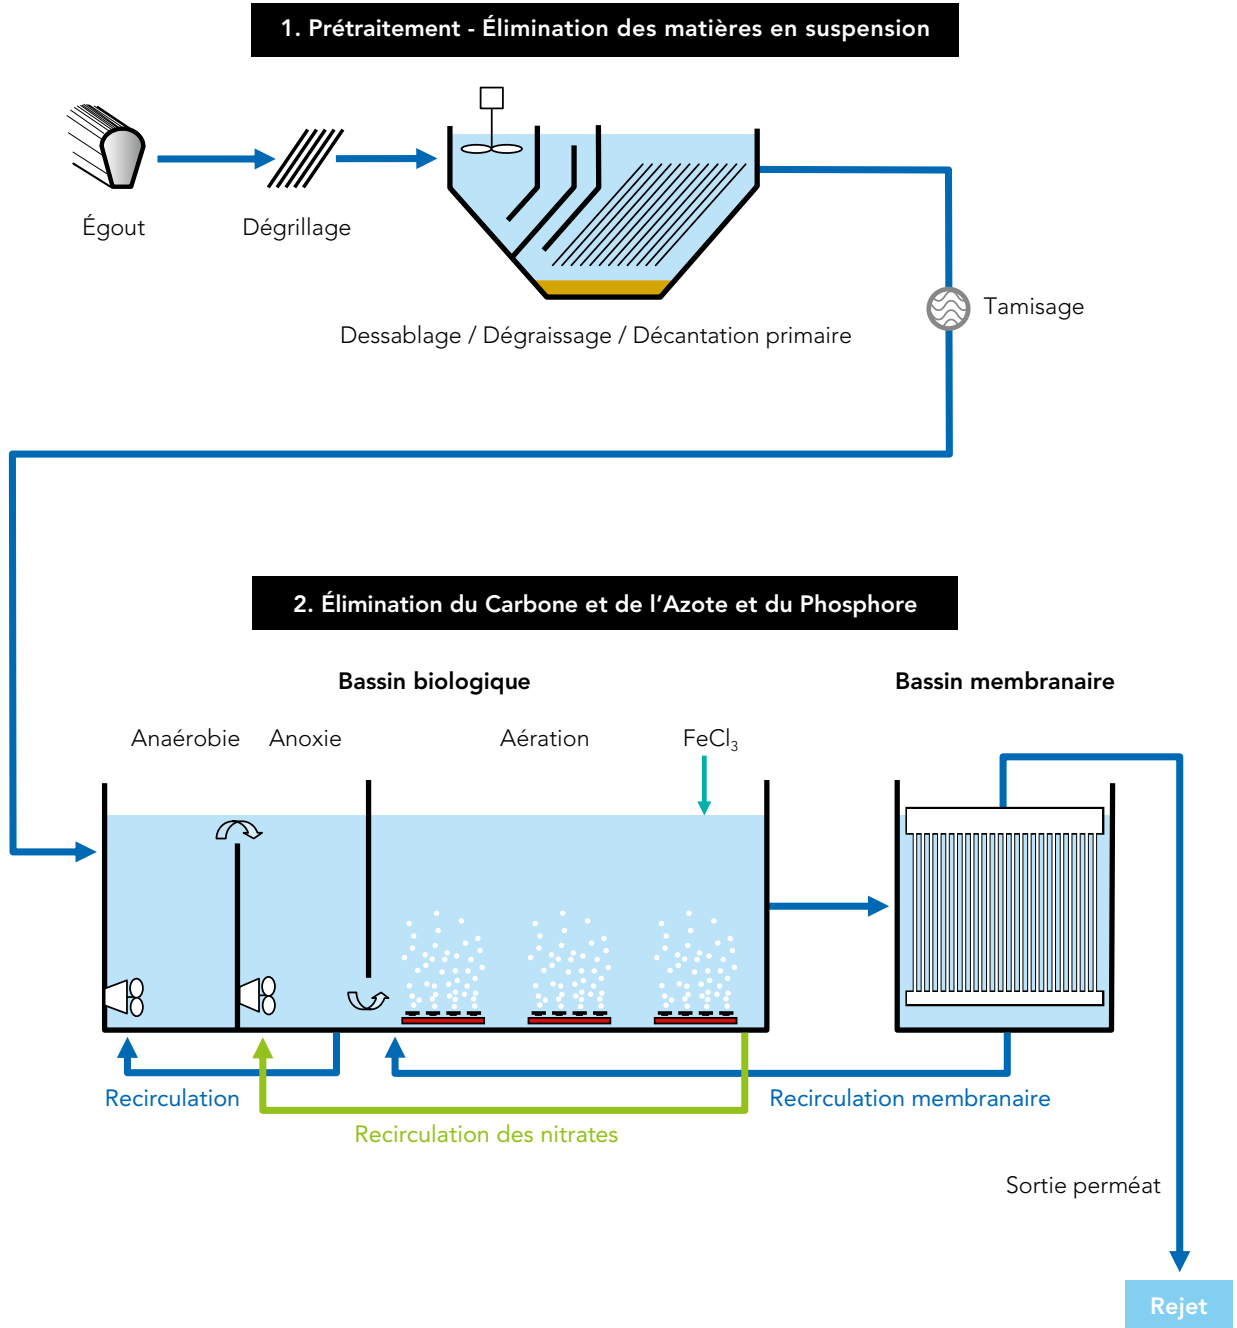 1. Prétraitement - Élimination des matières en suspension
Égout
Dégrillage
Dessablage / Dégraissage / Décantation primaire
Tamisage
2. Élimination du Carbone et de l’Azote et du Phosphore
Bassin biologique
Bassin membranaire
Anaérobie
Anoxie
Aération
FeCl₃
Recirculation
Recirculation membranaire
Recirculation des nitrates
Sortie perméat
Rejet